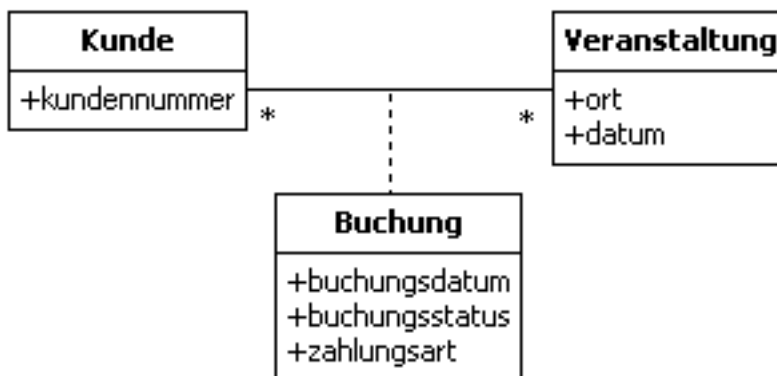 Kunde
+kundennummer
*
Veranstaltung
+ort
+datum
*
Buchung
+buchungsdatum
+buchungsstatus
+zahlungsart